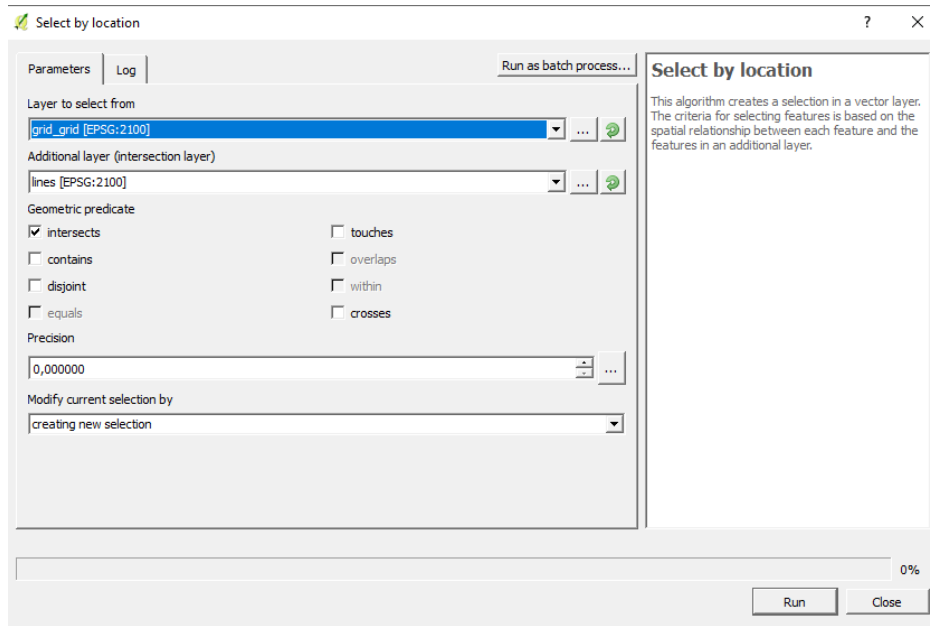 Select by location
? ×
Parameters Log Run as batch process...
Layer to select from
grid_grid [EPSG:2100]
...
Additional layer (intersection layer)
lines [EPSG:2100]
...
Geometric predicate
intersects touches
contains overlaps
disjoint within
equals crosses
Precision
0,000000
...
Modify current selection by
creating new selection
Select by location
This algorithm creates a selection in a vector layer.
The criteria for selecting features is based on the
spatial relationship between each feature and the
features in an additional layer.
0%
Run Close